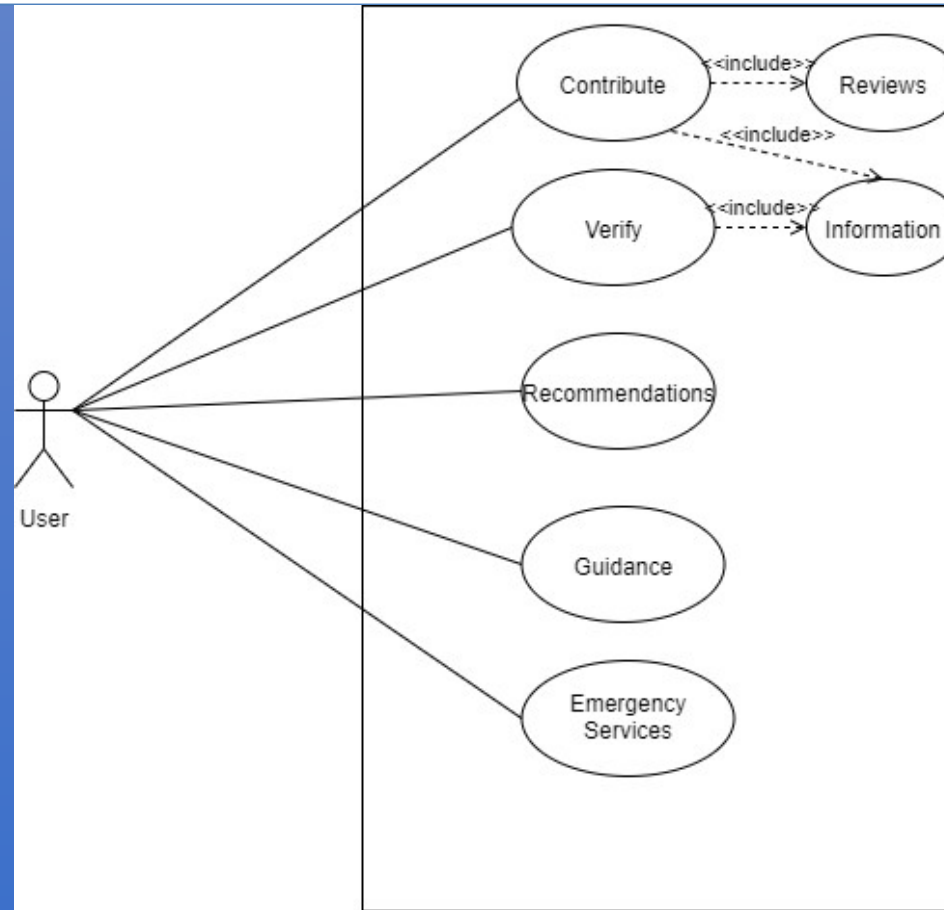 Contribute
<<include>>
Reviews
<<include>>
Verify
<<include>>
Information
Recommendations
User
Guidance
Emergency
Services